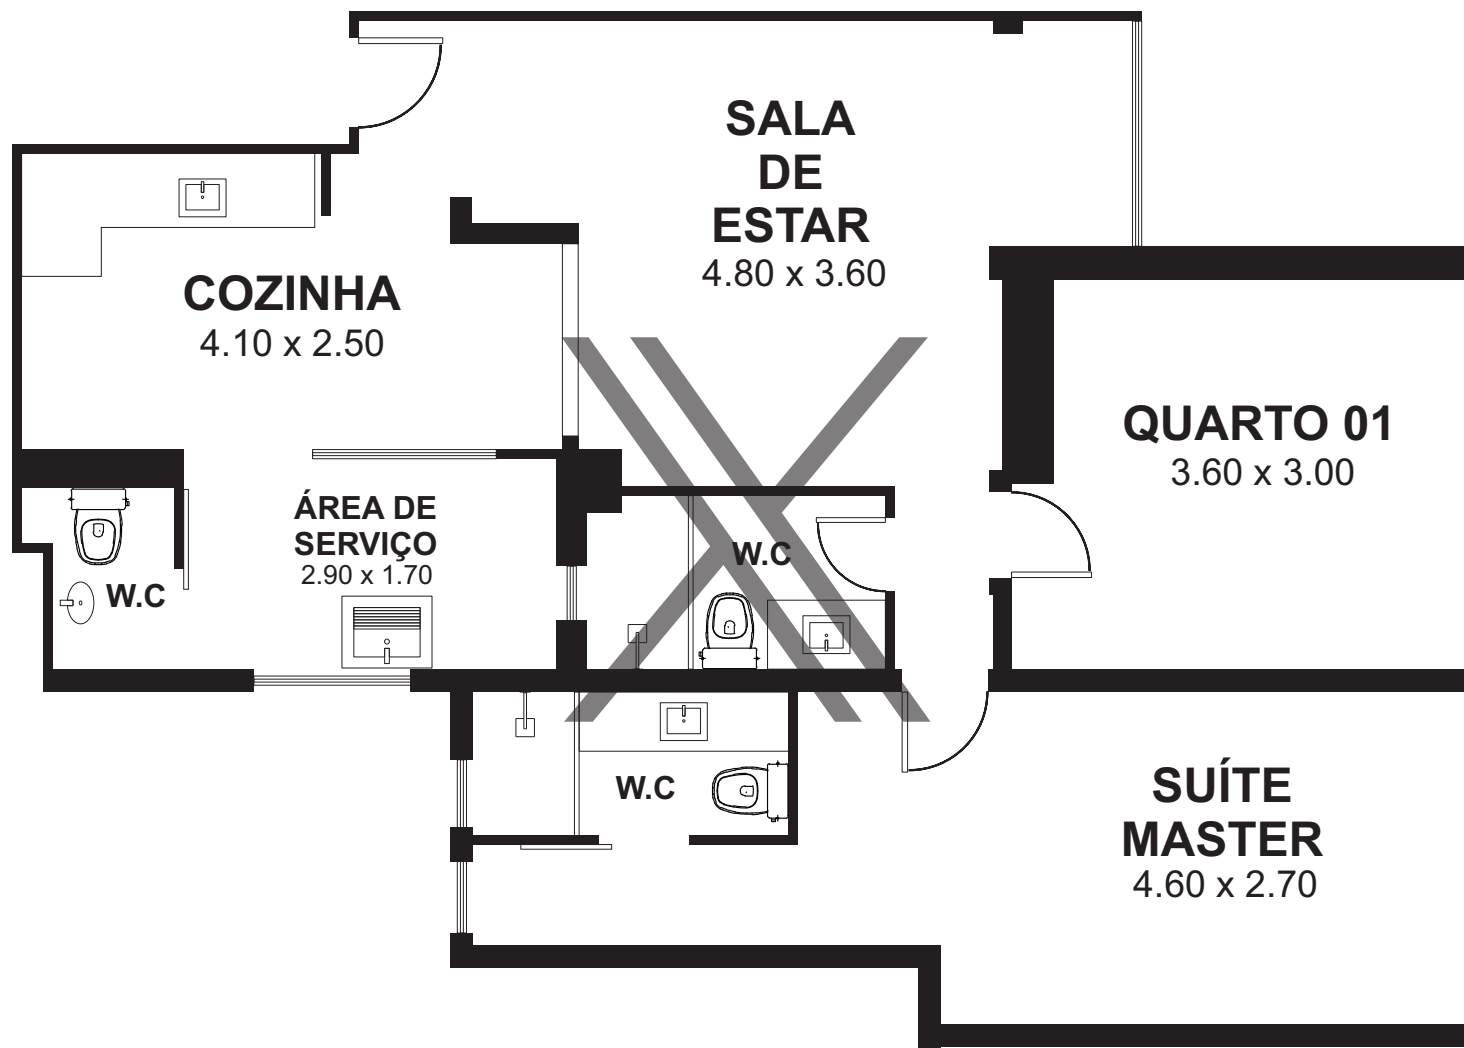 SALA
DE
ESTAR
4.80 x 3.60
COZINHA
4.10 x 2.50
QUARTO 01
3.60 x 3.00
ÁREA DE
SERVIÇO
2.90 x 1.70
W.C
W.C
W.C
SUÍTE
MASTER
4.60 x 2.70